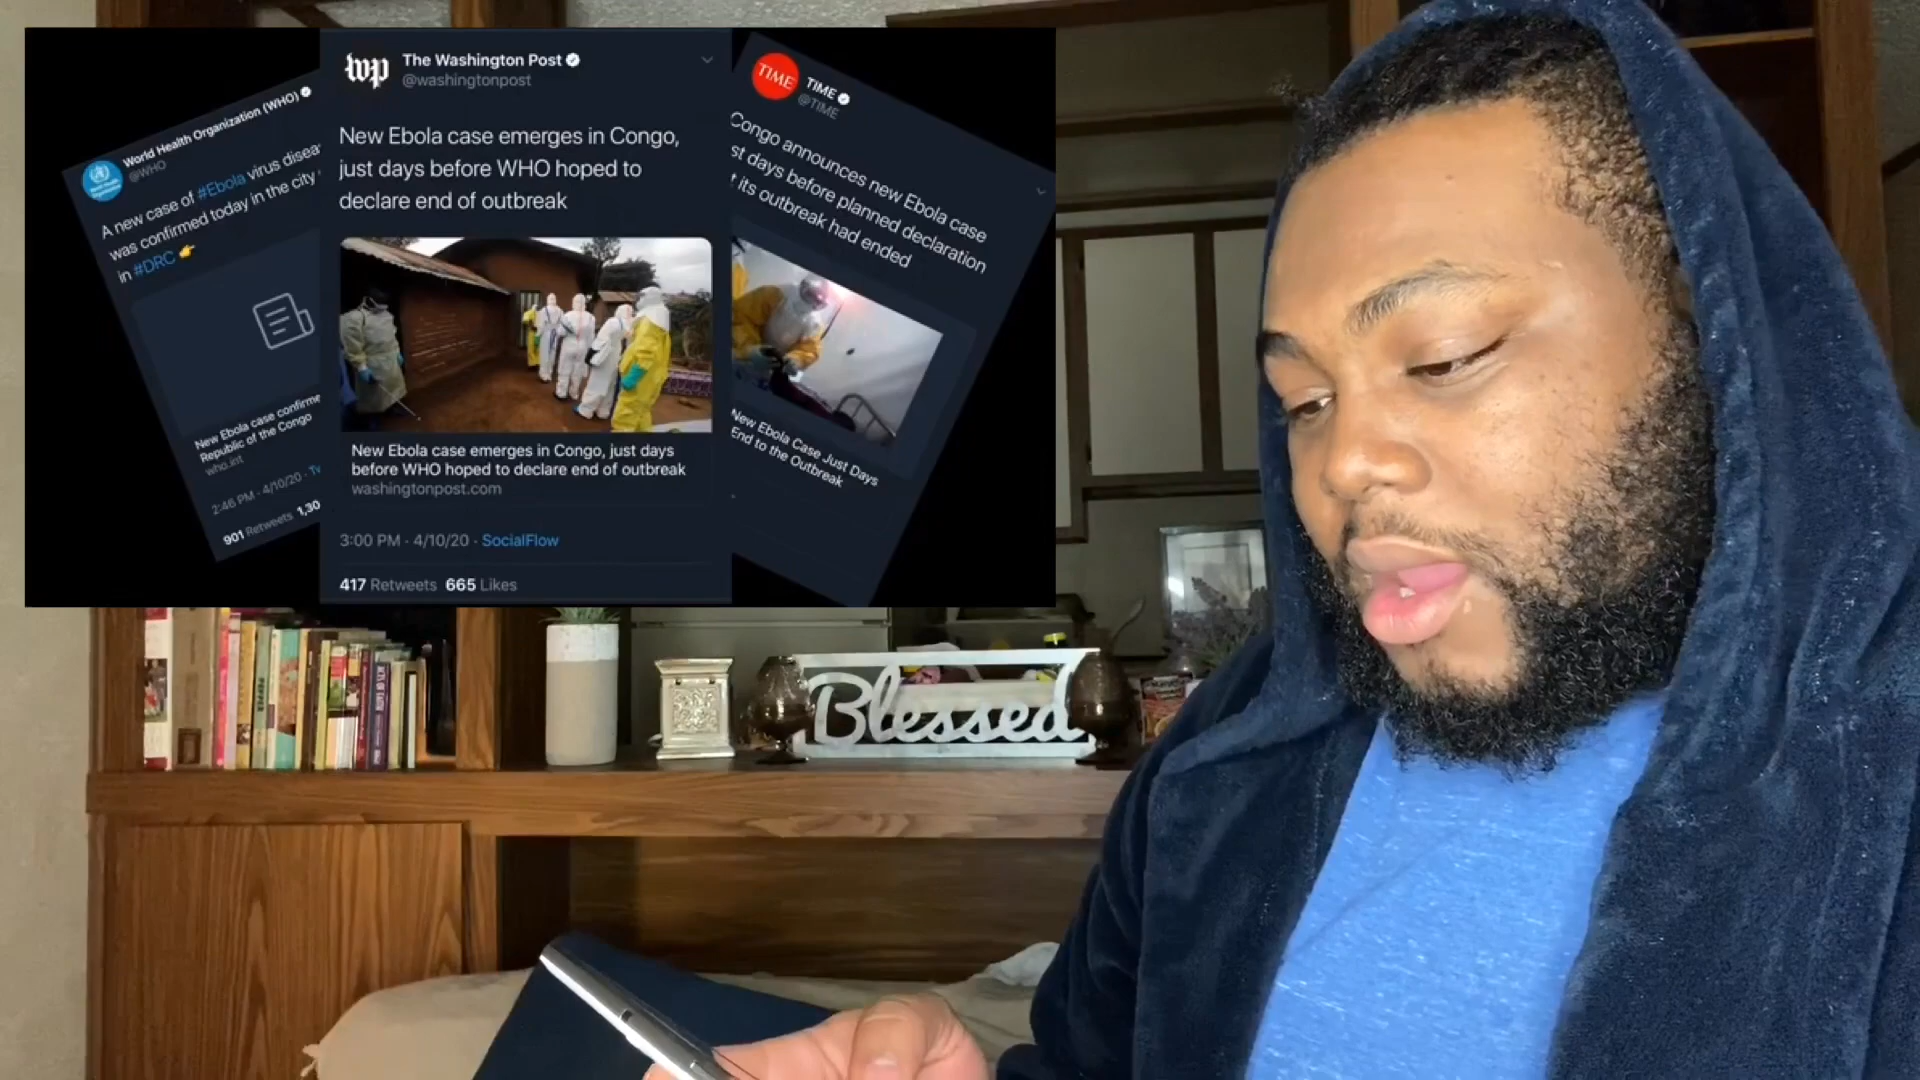 World Health Organization (WHO)
@WHO
A new case of #Ebola virus disea
was confirmed today in the city
in #DRC 👉
New Ebola case confirme
Republic of the Congo
who.int
2:46 PM · 4/10/20 · Tw
901 Retweets 1,30
wp
The Washington Post
@washingtonpost
New Ebola case emerges in Congo,
just days before WHO hoped to
declare end of outbreak
New Ebola case emerges in Congo, just days
before WHO hoped to declare end of outbreak
washingtonpost.com
3:00 PM · 4/10/20 · SocialFlow
417 Retweets 665 Likes
TIME
TIME
@TIME
Congo announces new Ebola case
st days before planned declaration
t its outbreak had ended
New Ebola Case Just Days
End to the Outbreak
Blessed